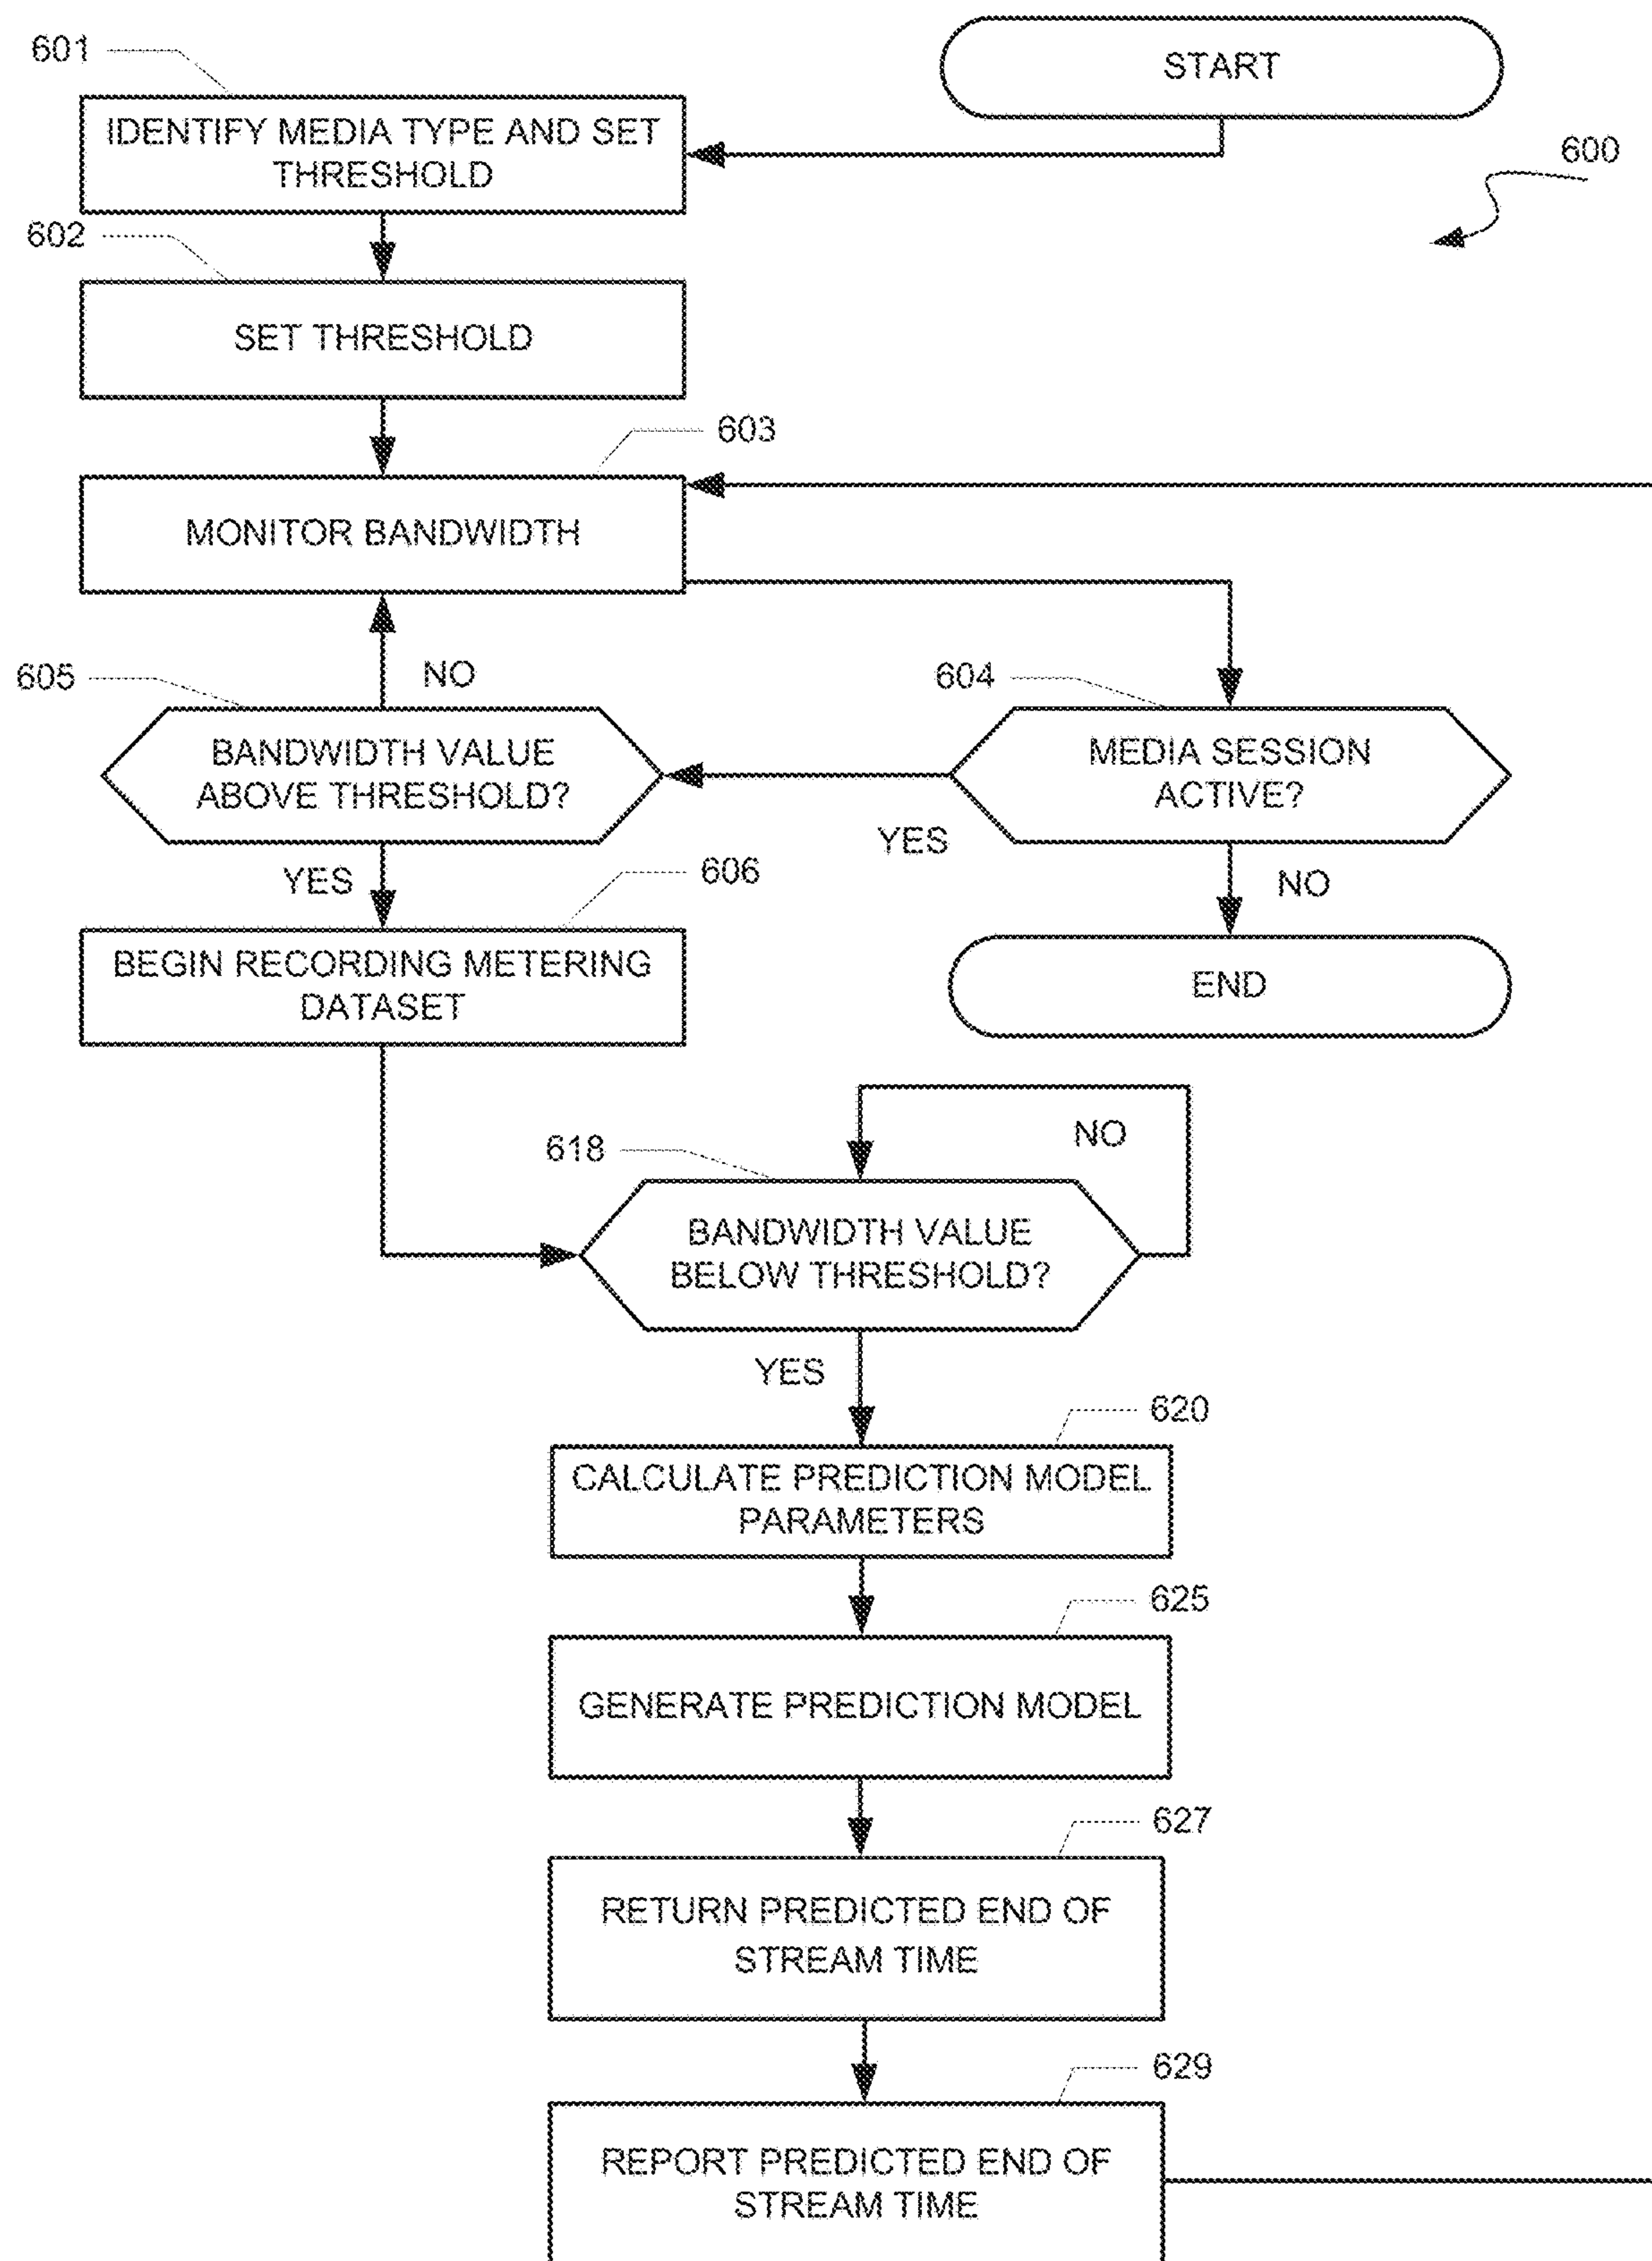 START
601
IDENTIFY MEDIA TYPE AND SET
THRESHOLD
600
602
SET THRESHOLD
603
MONITOR BANDWIDTH
NO
605
604
BANDWIDTH VALUE
ABOVE THRESHOLD?
MEDIA SESSION
ACTIVE?
YES
YES
NO
606
BEGIN RECORDING METERING
DATASET
END
NO
618
BANDWIDTH VALUE
BELOW THRESHOLD?
YES
620
CALCULATE PREDICTION MODEL
PARAMETERS
625
GENERATE PREDICTION MODEL
627
RETURN PREDICTED END OF
STREAM TIME
629
REPORT PREDICTED END OF
STREAM TIME